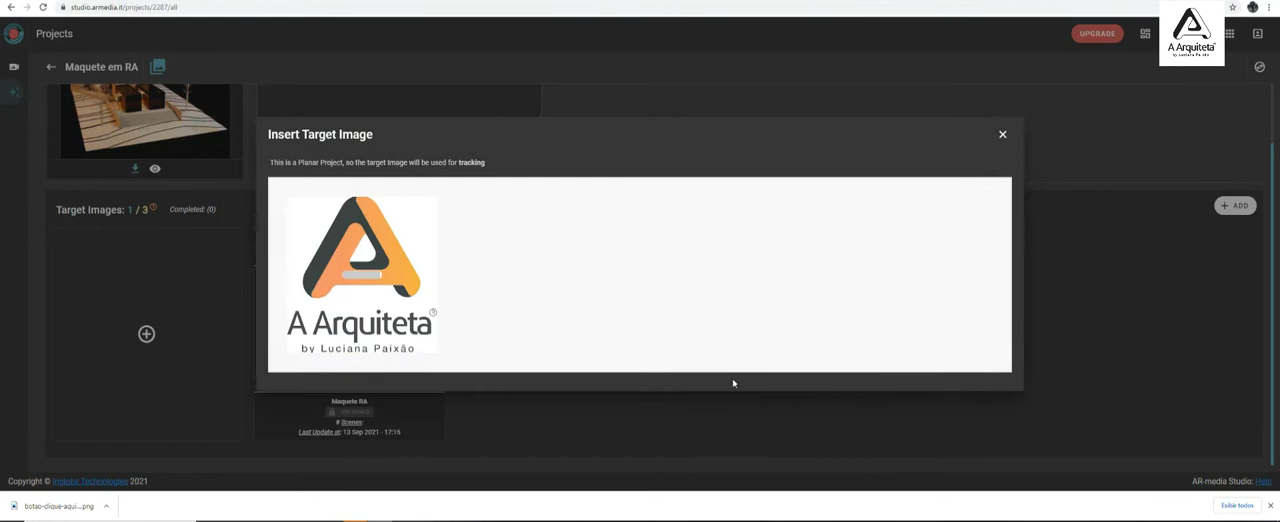 studio.armedia.it/projects/2287/all
Projects
UPGRADE
A Arquiteta
by Luciana Paixão
Maquete em RA
Insert Target Image
This is a Planar Project, so the target Image will be used for tracking
Target Images: 1 / 3
Completed: (0)
ADD
A Arquiteta®
by Luciana Paixão
Maquete RA
# Scenes:
Last Update at: 13 Sep 2021 - 17:15
Copyright © Inglobe Technologies 2021
AR-media Studio: Help
botao-clique-aqui....png
Exibir todos